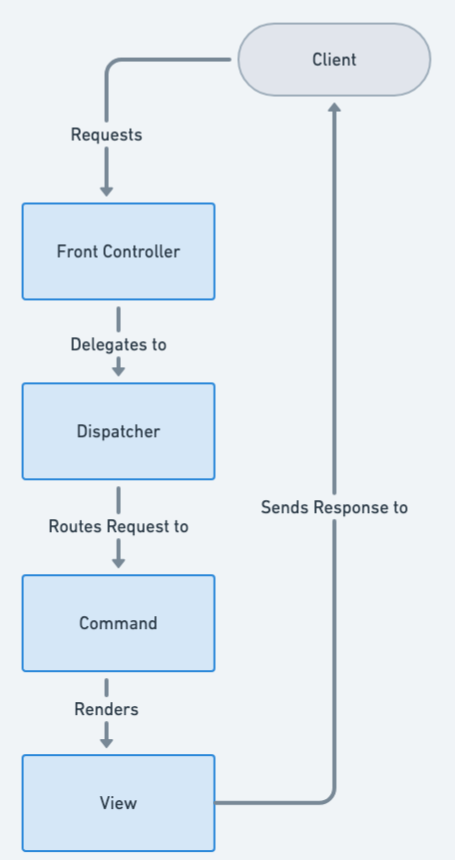 Client
Requests
Front Controller
Delegates to
Dispatcher
Sends Response to
Routes Request to
Command
Renders
View